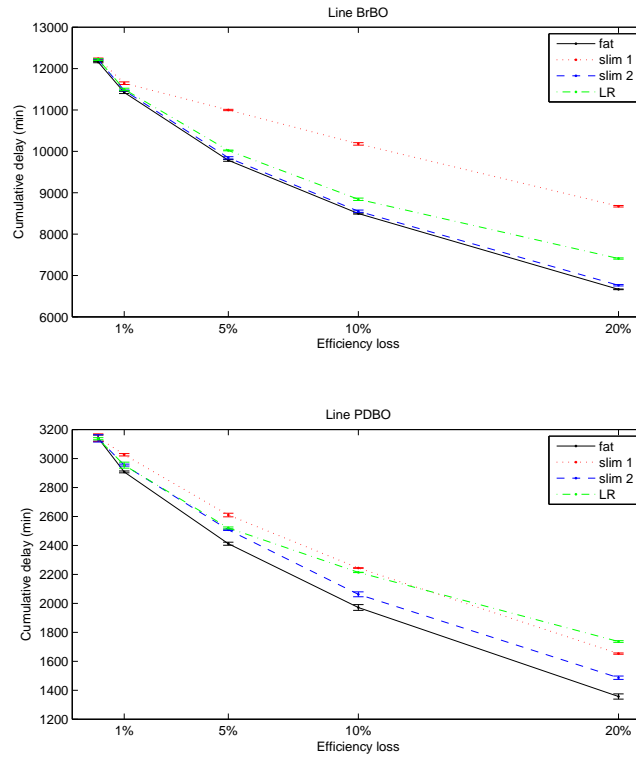 Line BrBO
13000
12000
11000
10000
9000
8000
7000
6000
Cumulative delay (min)
1%
5%
10%
20%
Efficiency loss
fat
slim 1
slim 2
LR
Line PDBO
3200
3000
2800
2600
2400
2200
2000
1800
1600
1400
1200
Cumulative delay (min)
1%
5%
10%
20%
Efficiency loss
fat
slim 1
slim 2
LR